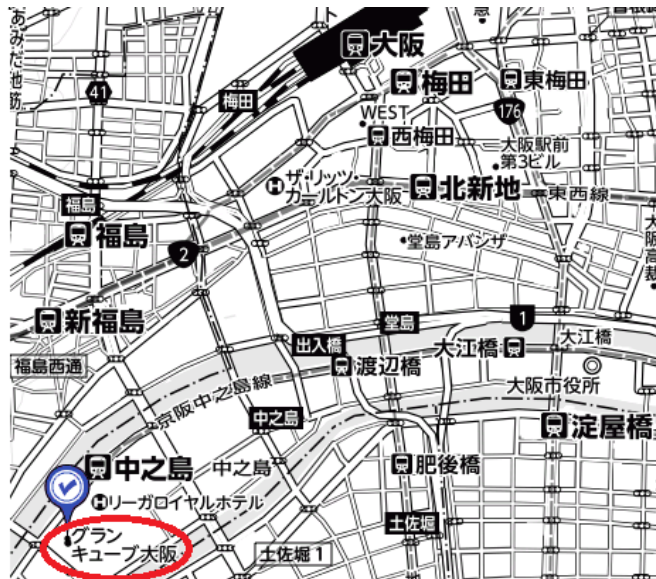 あみだ池筋
大阪
梅田
東梅田
41
梅田
WEST
176
西梅田
大阪駅前
第3ビル
ザ・リッツ・
カールトン大阪
北新地
東西線
福島
福島
堂島アバンザ
大阪高裁
2
新福島
1
堂島
出入橋
大江橋
大江橋
福島西通
渡辺橋
京阪中之島線
大阪市役所
中之島
淀屋橋
中之島
中之島
肥後橋
リーガロイヤルホテル
グラン
キューブ大阪
土佐堀
土佐堀1